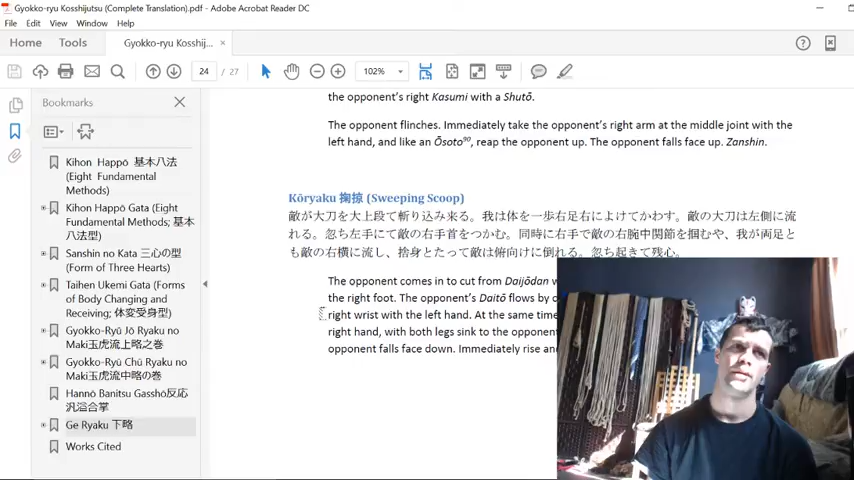 Gyokko-ryu Kosshijutsu (Complete Translation).pdf - Adobe Acrobat Reader DC
File Edit View Window Help
Home Tools Gyokko-ryu Kosshij... ×
24 / 27 102%
Bookmarks
Kihon Happō 基本八法
(Eight Fundamental
Methods)
Kihon Happō Gata (Eight
Fundamental Methods; 基本
八法型)
Sanshin no Kata 三心の型
(Form of Three Hearts)
Taihen Ukemi Gata (Forms
of Body Changing and
Receiving; 体変受身型)
Gyokko-Ryū Jō Ryaku no
Maki玉虎流上略之巻
Gyokko-Ryū Chū Ryaku no
Maki玉虎流中略の巻
Hannō Banitsu Gasshō反応
汎溢合掌
Ge Ryaku 下略
Works Cited
the opponent's right Kasumi with a Shutō.
The opponent flinches. Immediately take the opponent's right arm at the middle joint with the
left hand, and like an Ōsoto90, reap the opponent up. The opponent falls face up. Zanshin.
Kōryaku 掬掠 (Sweeping Scoop)
敵が大刀を大上段て斬り込み来る。我は体を一歩右足右によけてかわす。敵の大刀は左側に流
れる。忽ち左手にて敵の右手首をつかむ。同時に右手で敵の右腕中関節を掴むや、我が両足と
も敵の右横に流し、捨身とたって敵は俯向けに倒れる。忽ち起きて残心。
The opponent comes in to cut from Daijōdan
the right foot. The opponent's Daitō flows by
right wrist with the left hand. At the same time
right hand, with both legs sink to the opponent
opponent falls face down. Immediately rise